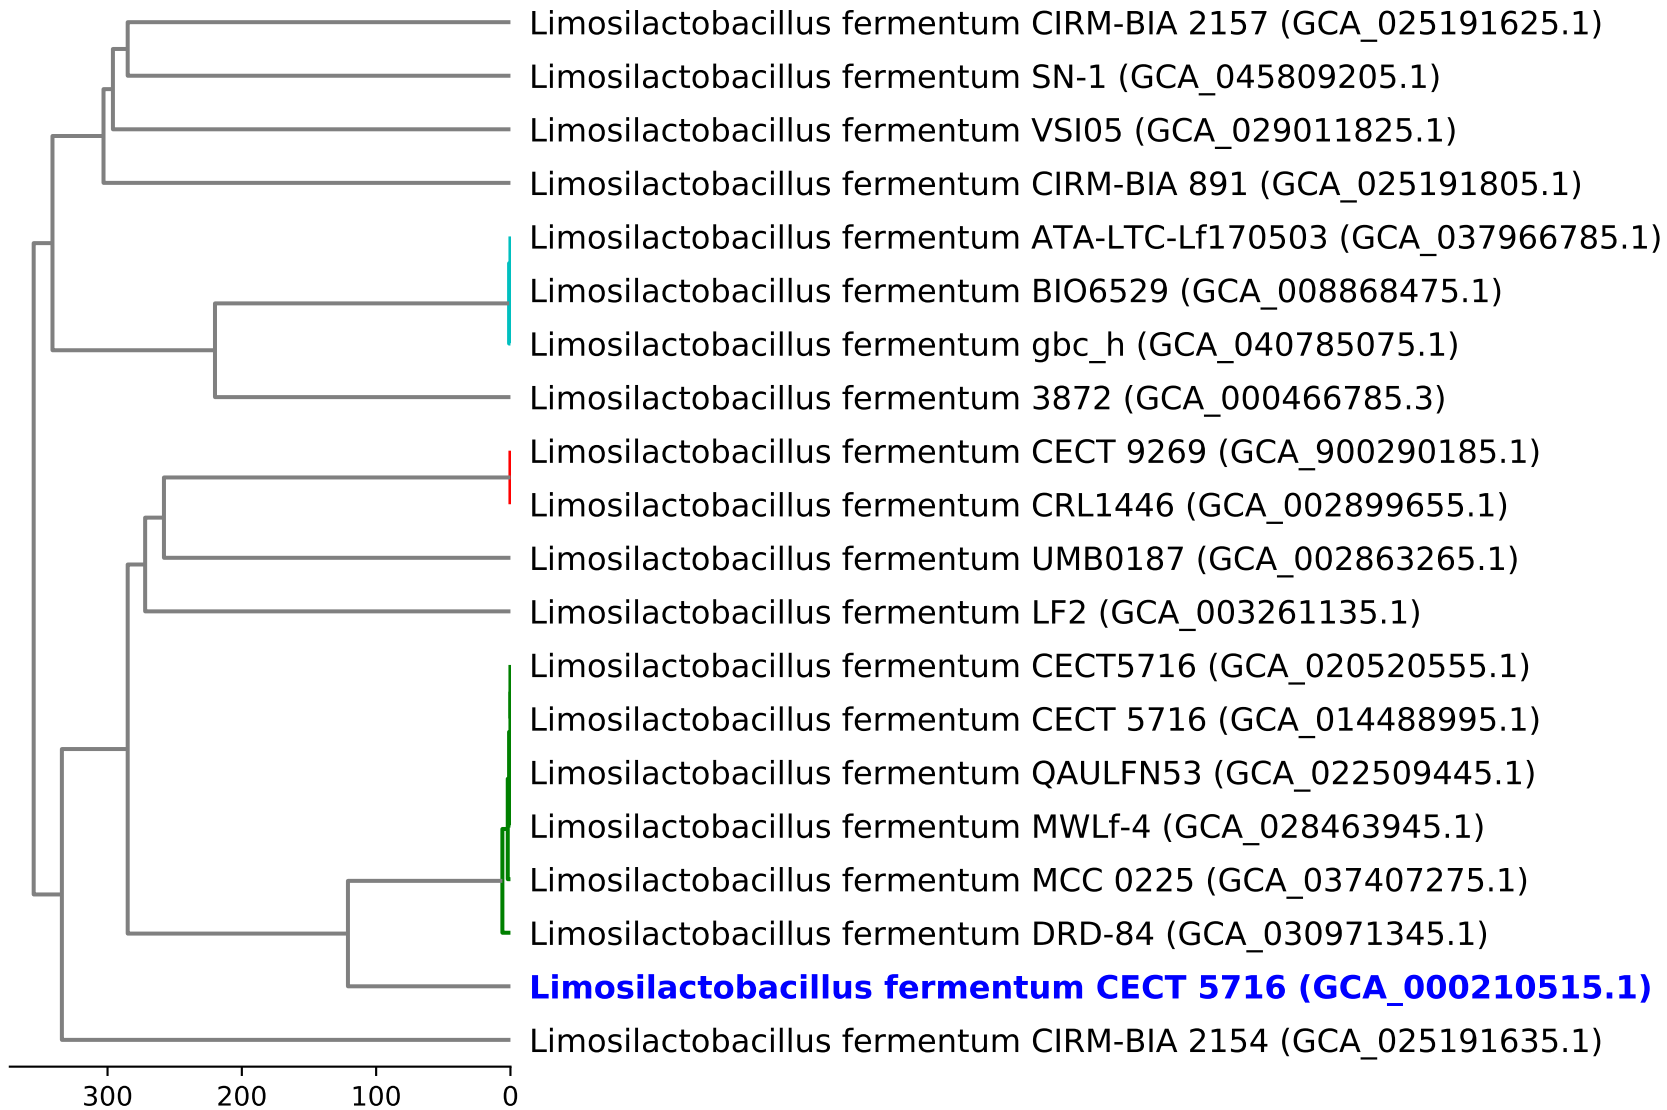 Limosilactobacillus fermentum CIRM-BIA 2157 (GCA_025191625.1)
Limosilactobacillus fermentum SN-1 (GCA_045809205.1)
Limosilactobacillus fermentum VSI05 (GCA_029011825.1)
Limosilactobacillus fermentum CIRM-BIA 891 (GCA_025191805.1)
Limosilactobacillus fermentum ATA-LTC-Lf170503 (GCA_037966785.1)
Limosilactobacillus fermentum BIO6529 (GCA_008868475.1)
Limosilactobacillus fermentum gbc_h (GCA_040785075.1)
Limosilactobacillus fermentum 3872 (GCA_000466785.3)
Limosilactobacillus fermentum CECT 9269 (GCA_900290185.1)
Limosilactobacillus fermentum CRL1446 (GCA_002899655.1)
Limosilactobacillus fermentum UMB0187 (GCA_002863265.1)
Limosilactobacillus fermentum LF2 (GCA_003261135.1)
Limosilactobacillus fermentum CECT5716 (GCA_020520555.1)
Limosilactobacillus fermentum CECT 5716 (GCA_014488995.1)
Limosilactobacillus fermentum QAULFN53 (GCA_022509445.1)
Limosilactobacillus fermentum MWLf-4 (GCA_028463945.1)
Limosilactobacillus fermentum MCC 0225 (GCA_037407275.1)
Limosilactobacillus fermentum DRD-84 (GCA_030971345.1)
Limosilactobacillus fermentum CECT 5716 (GCA_000210515.1)
Limosilactobacillus fermentum CIRM-BIA 2154 (GCA_025191635.1)
300 200 100 0